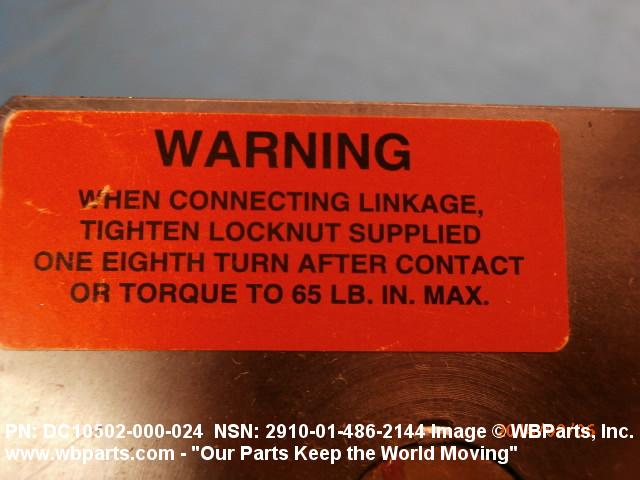 WARNING
WHEN CONNECTING LINKAGE,
TIGHTEN LOCKNUT SUPPLIED
ONE EIGHTH TURN AFTER CONTACT
OR TORQUE TO 65 LB. IN. MAX.
PN: DC10502-000-024 NSN: 2910-01-486-2144 Image © WBParts, Inc.
www.wbparts.com - "Our Parts Keep the World Moving"